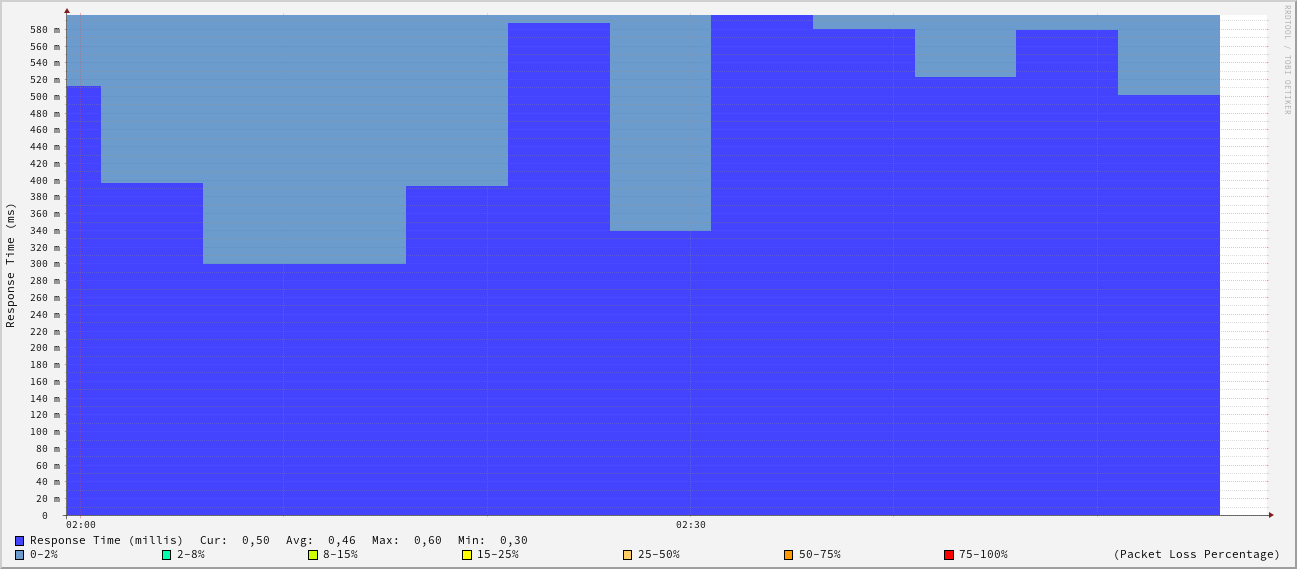 RRDTOOL / TOBI OETIKER
Response Time (ms)
580 m
560 m
540 m
520 m
500 m
480 m
460 m
440 m
420 m
400 m
380 m
360 m
340 m
320 m
300 m
280 m
260 m
240 m
220 m
200 m
180 m
160 m
140 m
120 m
100 m
80 m
60 m
40 m
20 m
0
02:00 02:30
Response Time (millis) Cur: 0,50 Avg: 0,46 Max: 0,60 Min: 0,30
0-2% 2-8% 8-15% 15-25% 25-50% 50-75% 75-100% (Packet Loss Percentage)